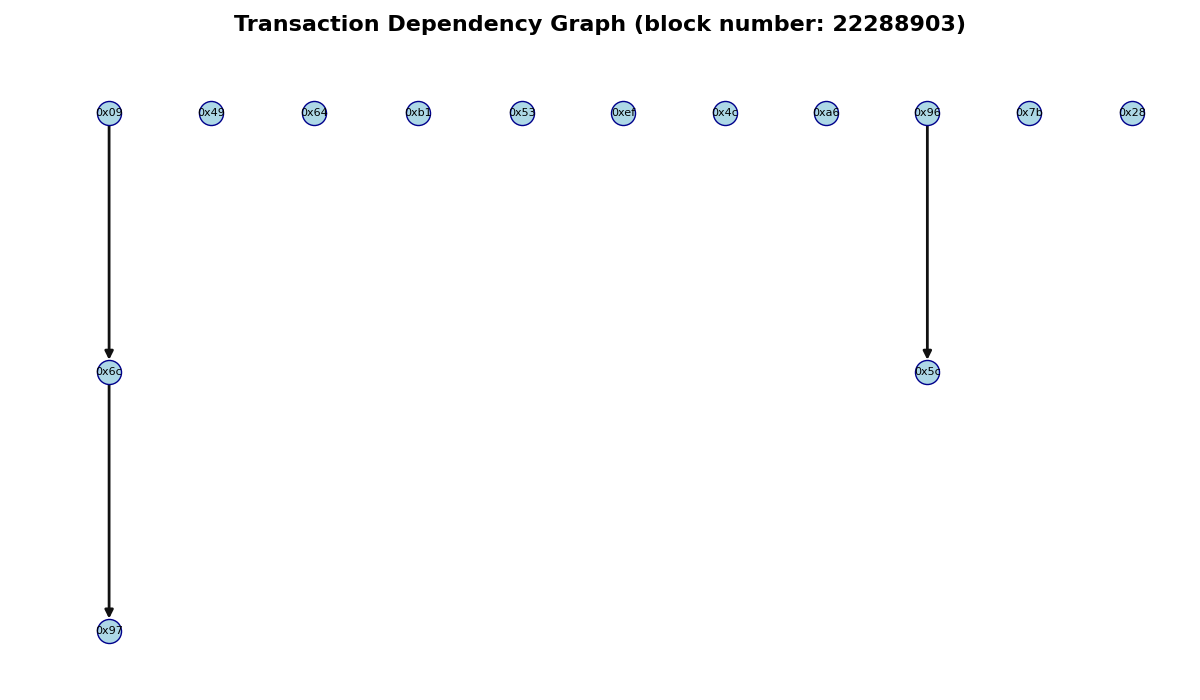 Transaction Dependency Graph (block number: 22288903)
0x09 0x49 0x64 0xb1 0x53 0xef 0x4c 0xa6 0x96 0x7b 0x28
0x6c 0x5c
0x97